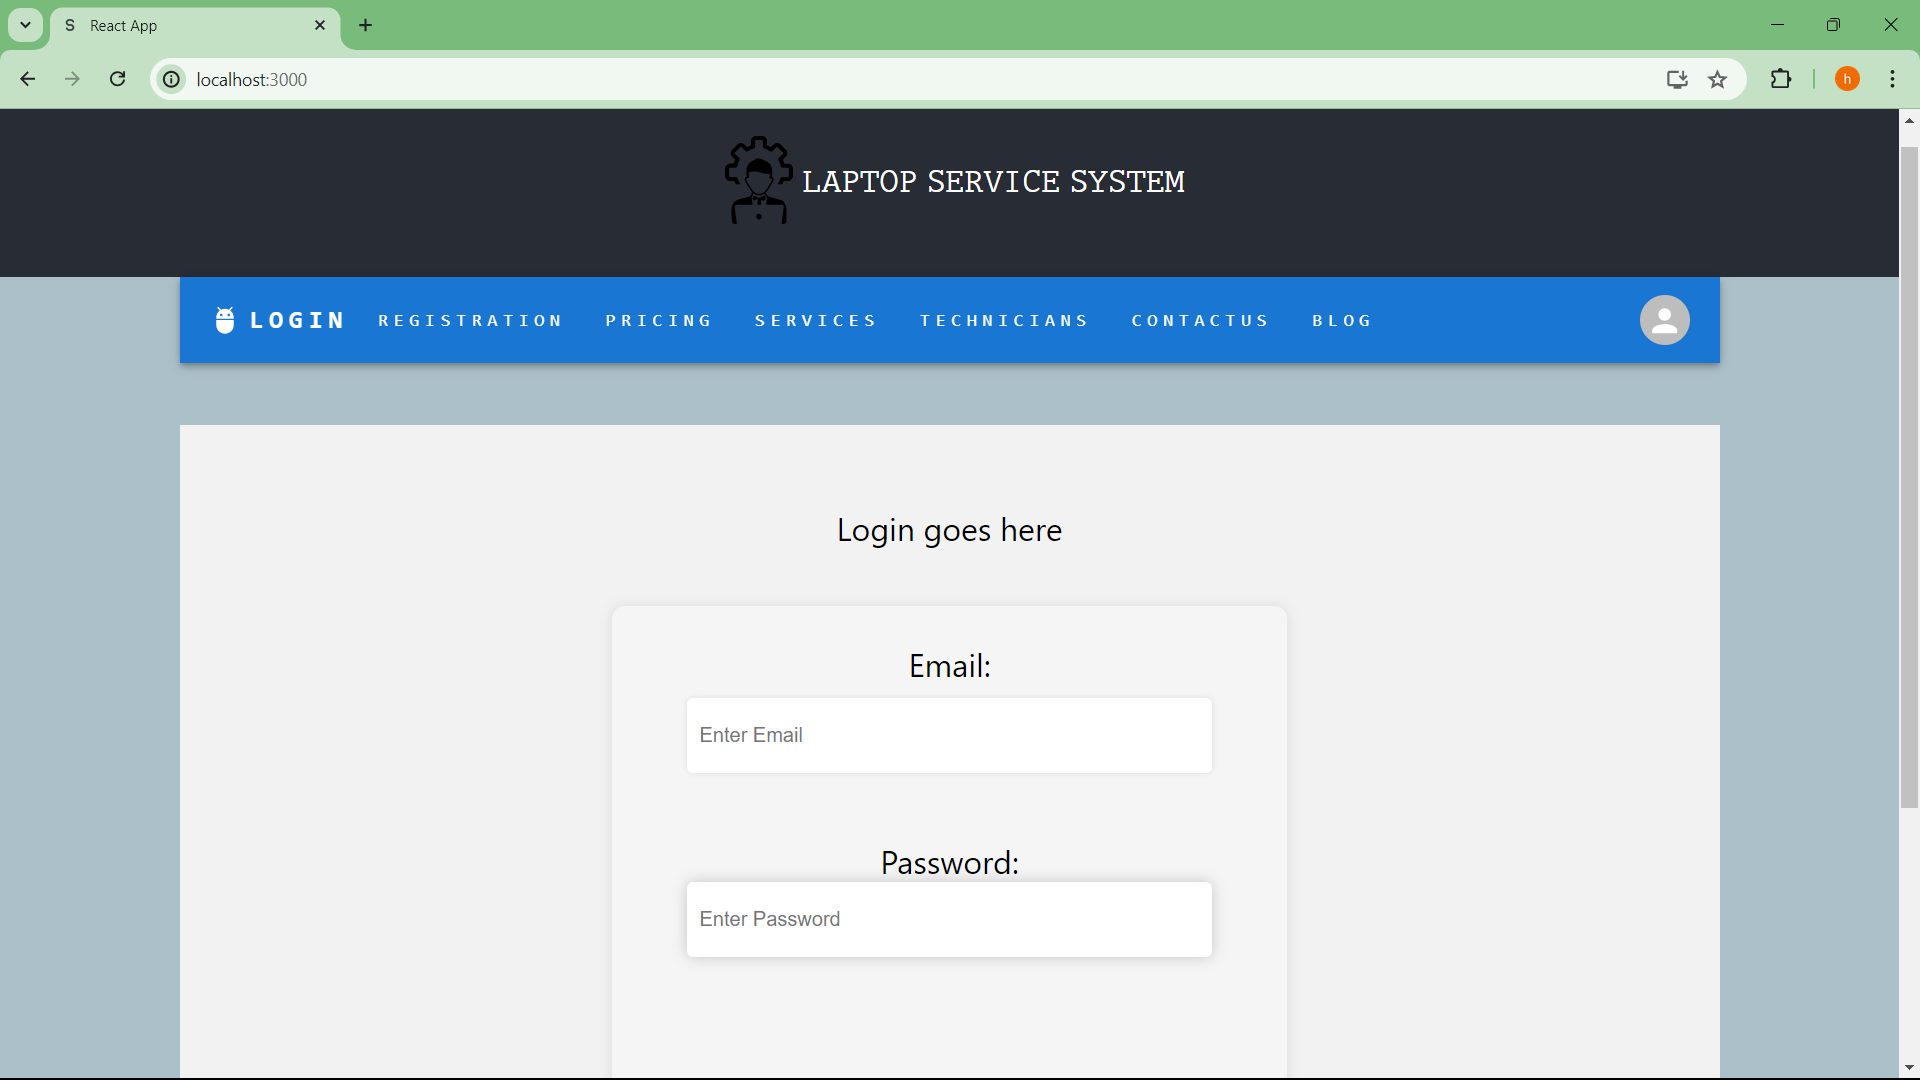 S React App
localhost:3000
h
LAPTOP SERVICE SYSTEM
LOGIN REGISTRATION PRICING SERVICES TECHNICIANS CONTACTUS BLOG
Login goes here
Email:
Enter Email
Password:
Enter Password